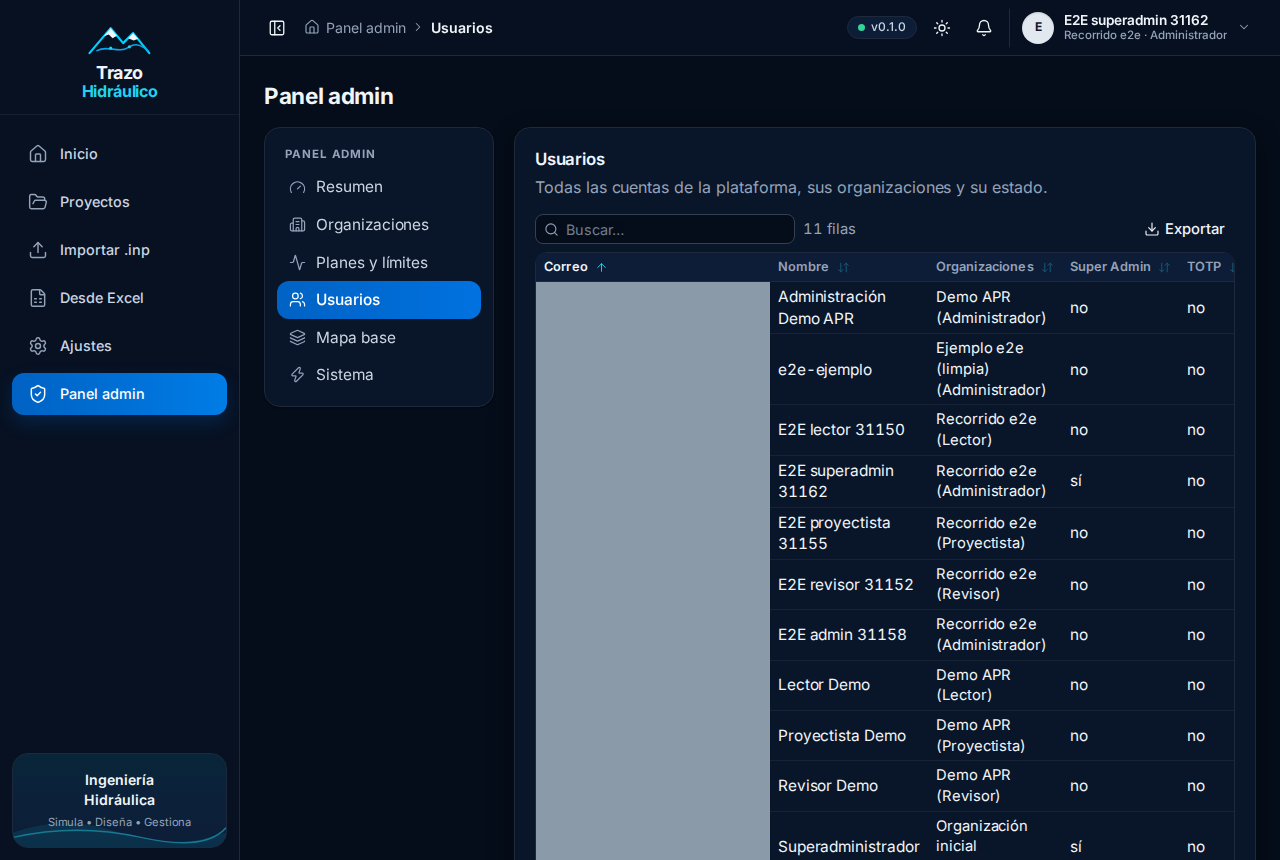 Trazo
Hidráulico
Inicio
Proyectos
Importar .inp
Desde Excel
Ajustes
Panel admin
Ingeniería
Hidráulica
Simula • Diseña • Gestiona
Panel admin
Usuarios
v0.1.0
E
E2E superadmin 31162
Recorrido e2e · Administrador
Panel admin
PANEL ADMIN
Resumen
Organizaciones
Planes y límites
Usuarios
Mapa base
Sistema
Usuarios
Todas las cuentas de la plataforma, sus organizaciones y su estado.
Buscar...
11 filas
Exportar
Correo Nombre Organizaciones Super Admin TOTP
Administración
Demo APR
Demo APR
(Administrador)
no no
e2e-ejemplo
Ejemplo e2e
(limpia)
(Administrador)
no no
E2E lector 31150
Recorrido e2e
(Lector)
no no
E2E superadmin
31162
Recorrido e2e
(Administrador)
sí no
E2E proyectista
31155
Recorrido e2e
(Proyectista)
no no
E2E revisor 31152
Recorrido e2e
(Revisor)
no no
E2E admin 31158
Recorrido e2e
(Administrador)
no no
Lector Demo
Demo APR
(Lector)
no no
Proyectista Demo
Demo APR
(Proyectista)
no no
Revisor Demo
Demo APR
(Revisor)
no no
Superadministrador
Organización
inicial
sí no